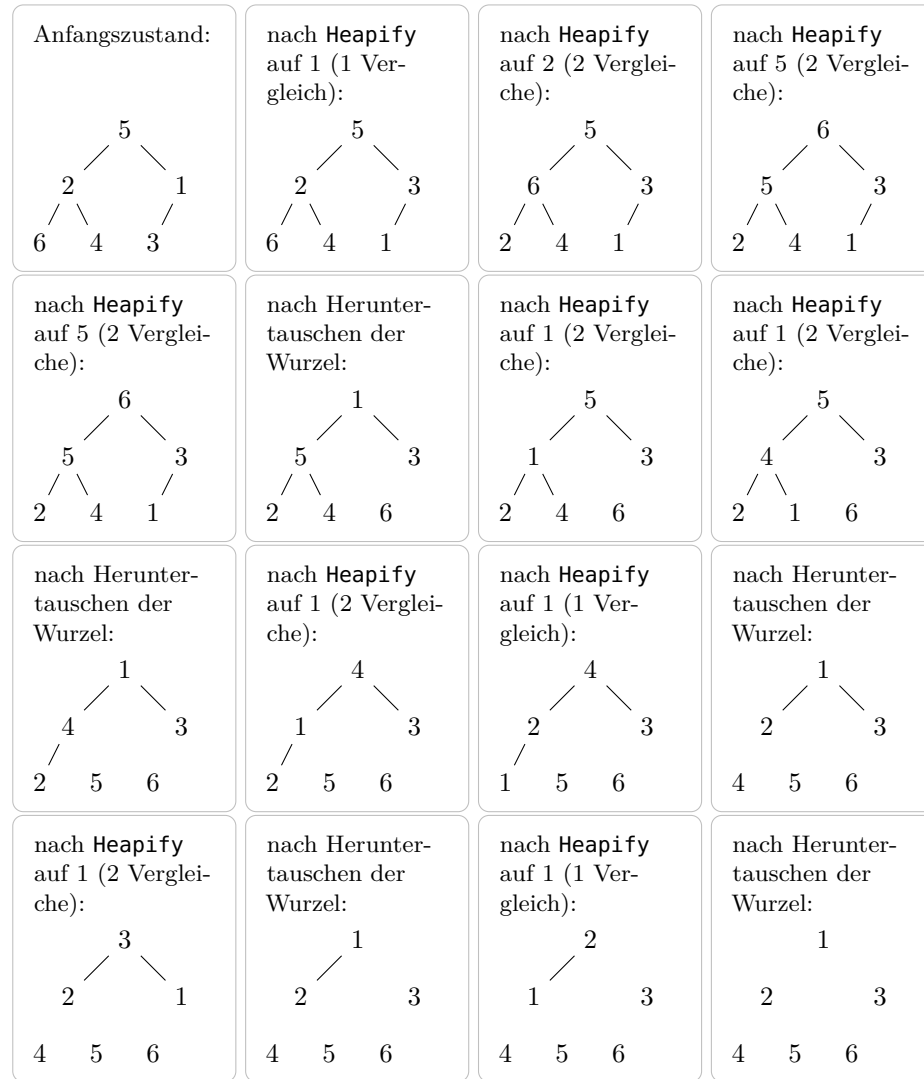 Anfangszustand:
5
2 1
6 4 3
nach Heapify
auf 1 (1 Ver-
gleich):
5
2 3
6 4 1
nach Heapify
auf 2 (2 Verglei-
che):
5
6 3
2 4 1
nach Heapify
auf 5 (2 Verglei-
che):
6
5 3
2 4 1
nach Heapify
auf 5 (2 Verglei-
che):
6
5 3
2 4 1
nach Herunter-
tauschen der
Wurzel:
1
5 3
2 4 6
nach Heapify
auf 1 (2 Verglei-
che):
5
1 3
2 4 6
nach Heapify
auf 1 (2 Verglei-
che):
5
4 3
2 1 6
nach Herunter-
tauschen der
Wurzel:
1
4 3
2 5 6
nach Heapify
auf 1 (2 Verglei-
che):
4
1 3
2 5 6
nach Heapify
auf 1 (1 Ver-
gleich):
4
2 3
1 5 6
nach Herunter-
tauschen der
Wurzel:
1
2 3
4 5 6
nach Heapify
auf 1 (2 Verglei-
che):
3
2 1
4 5 6
nach Herunter-
tauschen der
Wurzel:
1
2 3
4 5 6
nach Heapify
auf 1 (1 Ver-
gleich):
2
1 3
4 5 6
nach Herunter-
tauschen der
Wurzel:
1
2 3
4 5 6